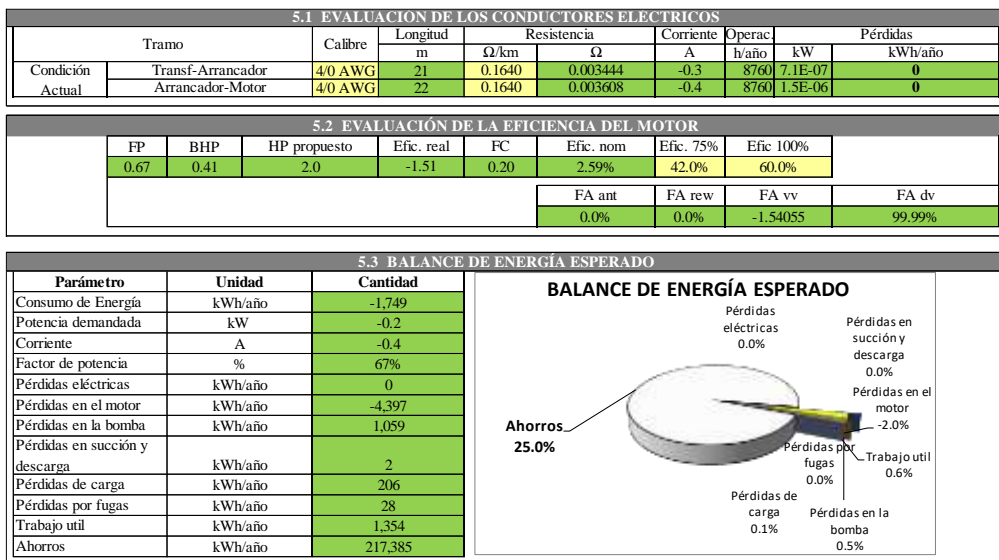 5.1 EVALUACIÓN DE LOS CONDUCTORES ELÉCTRICOS
Tramo Calibre Longitud Resistencia Corriente Operac. Pérdidas
m Ω/km Ω A h/año kW kWh/año
Condición Transf-Arrancador 4/0 AWG 21 0.1640 0.003444 -0.3 8760 7.1E-07 0
Actual Arrancador-Motor 4/0 AWG 22 0.1640 0.003608 -0.4 8760 1.5E-06 0
5.2 EVALUACIÓN DE LA EFICIENCIA DEL MOTOR
FP BHP HP propuesto Efic. real FC Efic. nom Efic. 75% Efic 100%
0.67 0.41 2.0 -1.51 0.20 2.59% 42.0% 60.0%
FA ant FA rew FA vv FA dv
0.0% 0.0% -1.54055 99.99%
5.3 BALANCE DE ENERGÍA ESPERADO
Parámetro Unidad Cantidad
Consumo de Energía kWh/año -1,749
Potencia demandada kW -0.2
Corriente A -0.4
Factor de potencia % 67%
Pérdidas eléctricas kWh/año 0
Pérdidas en el motor kWh/año -4,397
Pérdidas en la bomba kWh/año 1,059
Pérdidas en succión y
descarga kWh/año 2
Pérdidas de carga kWh/año 206
Pérdidas por fugas kWh/año 28
Trabajo util kWh/año 1,354
Ahorros kWh/año 217,385
BALANCE DE ENERGÍA ESPERADO
Pérdidas
eléctricas
0.0%
Pérdidas en
succión y
descarga
0.0%
Pérdidas en el
motor
-2.0%
Ahorros
25.0%
Trabajo util
0.6%
Pérdidas por
fugas
0.0%
Pérdidas de
carga
0.1%
Pérdidas en la
bomba
0.5%